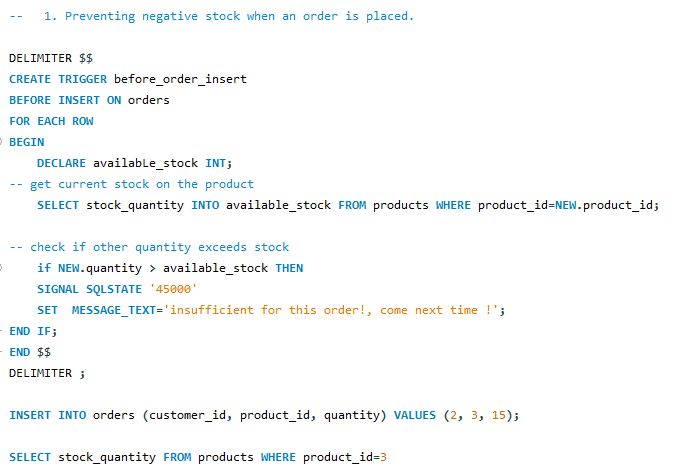 --   1. Preventing negative stock when an order is placed.
DELIMITER $$
CREATE TRIGGER before_order_insert
BEFORE INSERT ON orders
FOR EACH ROW
BEGIN
DECLARE availabLe_stock INT;
-- get current stock on the product
SELECT stock_quantity INTO available_stock FROM products WHERE product_id=NEW.product_id;
-- check if other quantity exceeds stock
if NEW.quantity > available_stock THEN
SIGNAL SQLSTATE '45000'
SET  MESSAGE_TEXT='insufficient for this order!, come next time !';
END IF;
END $$
DELIMITER ;
INSERT INTO orders (customer_id, product_id, quantity) VALUES (2, 3, 15);
SELECT stock_quantity FROM products WHERE product_id=3